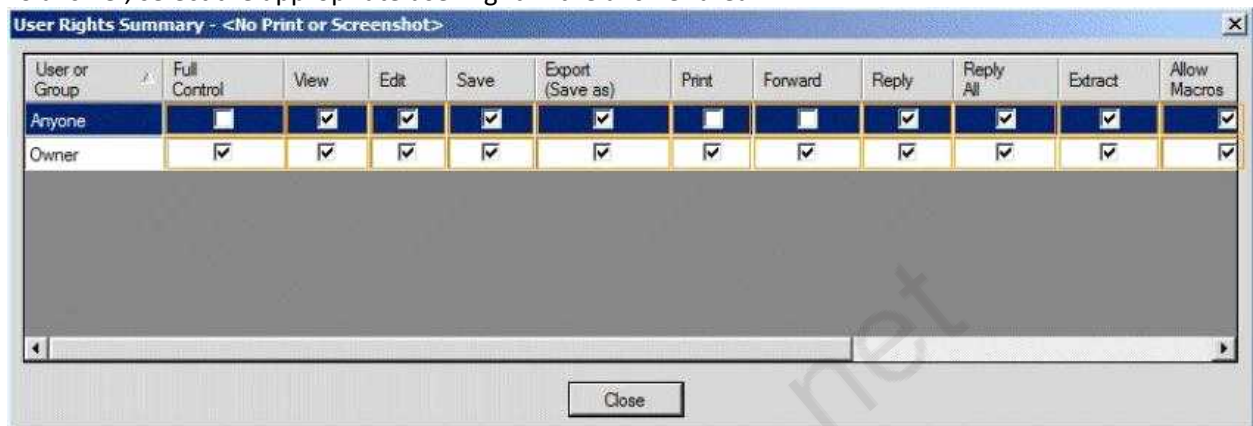 User Rights Summary - <No Print or Screenshot>
User or Group Full Control View Edit Save Export (Save as) Print Forward Reply Reply All Extract Allow Macros
Anyone
Owner
Close
net